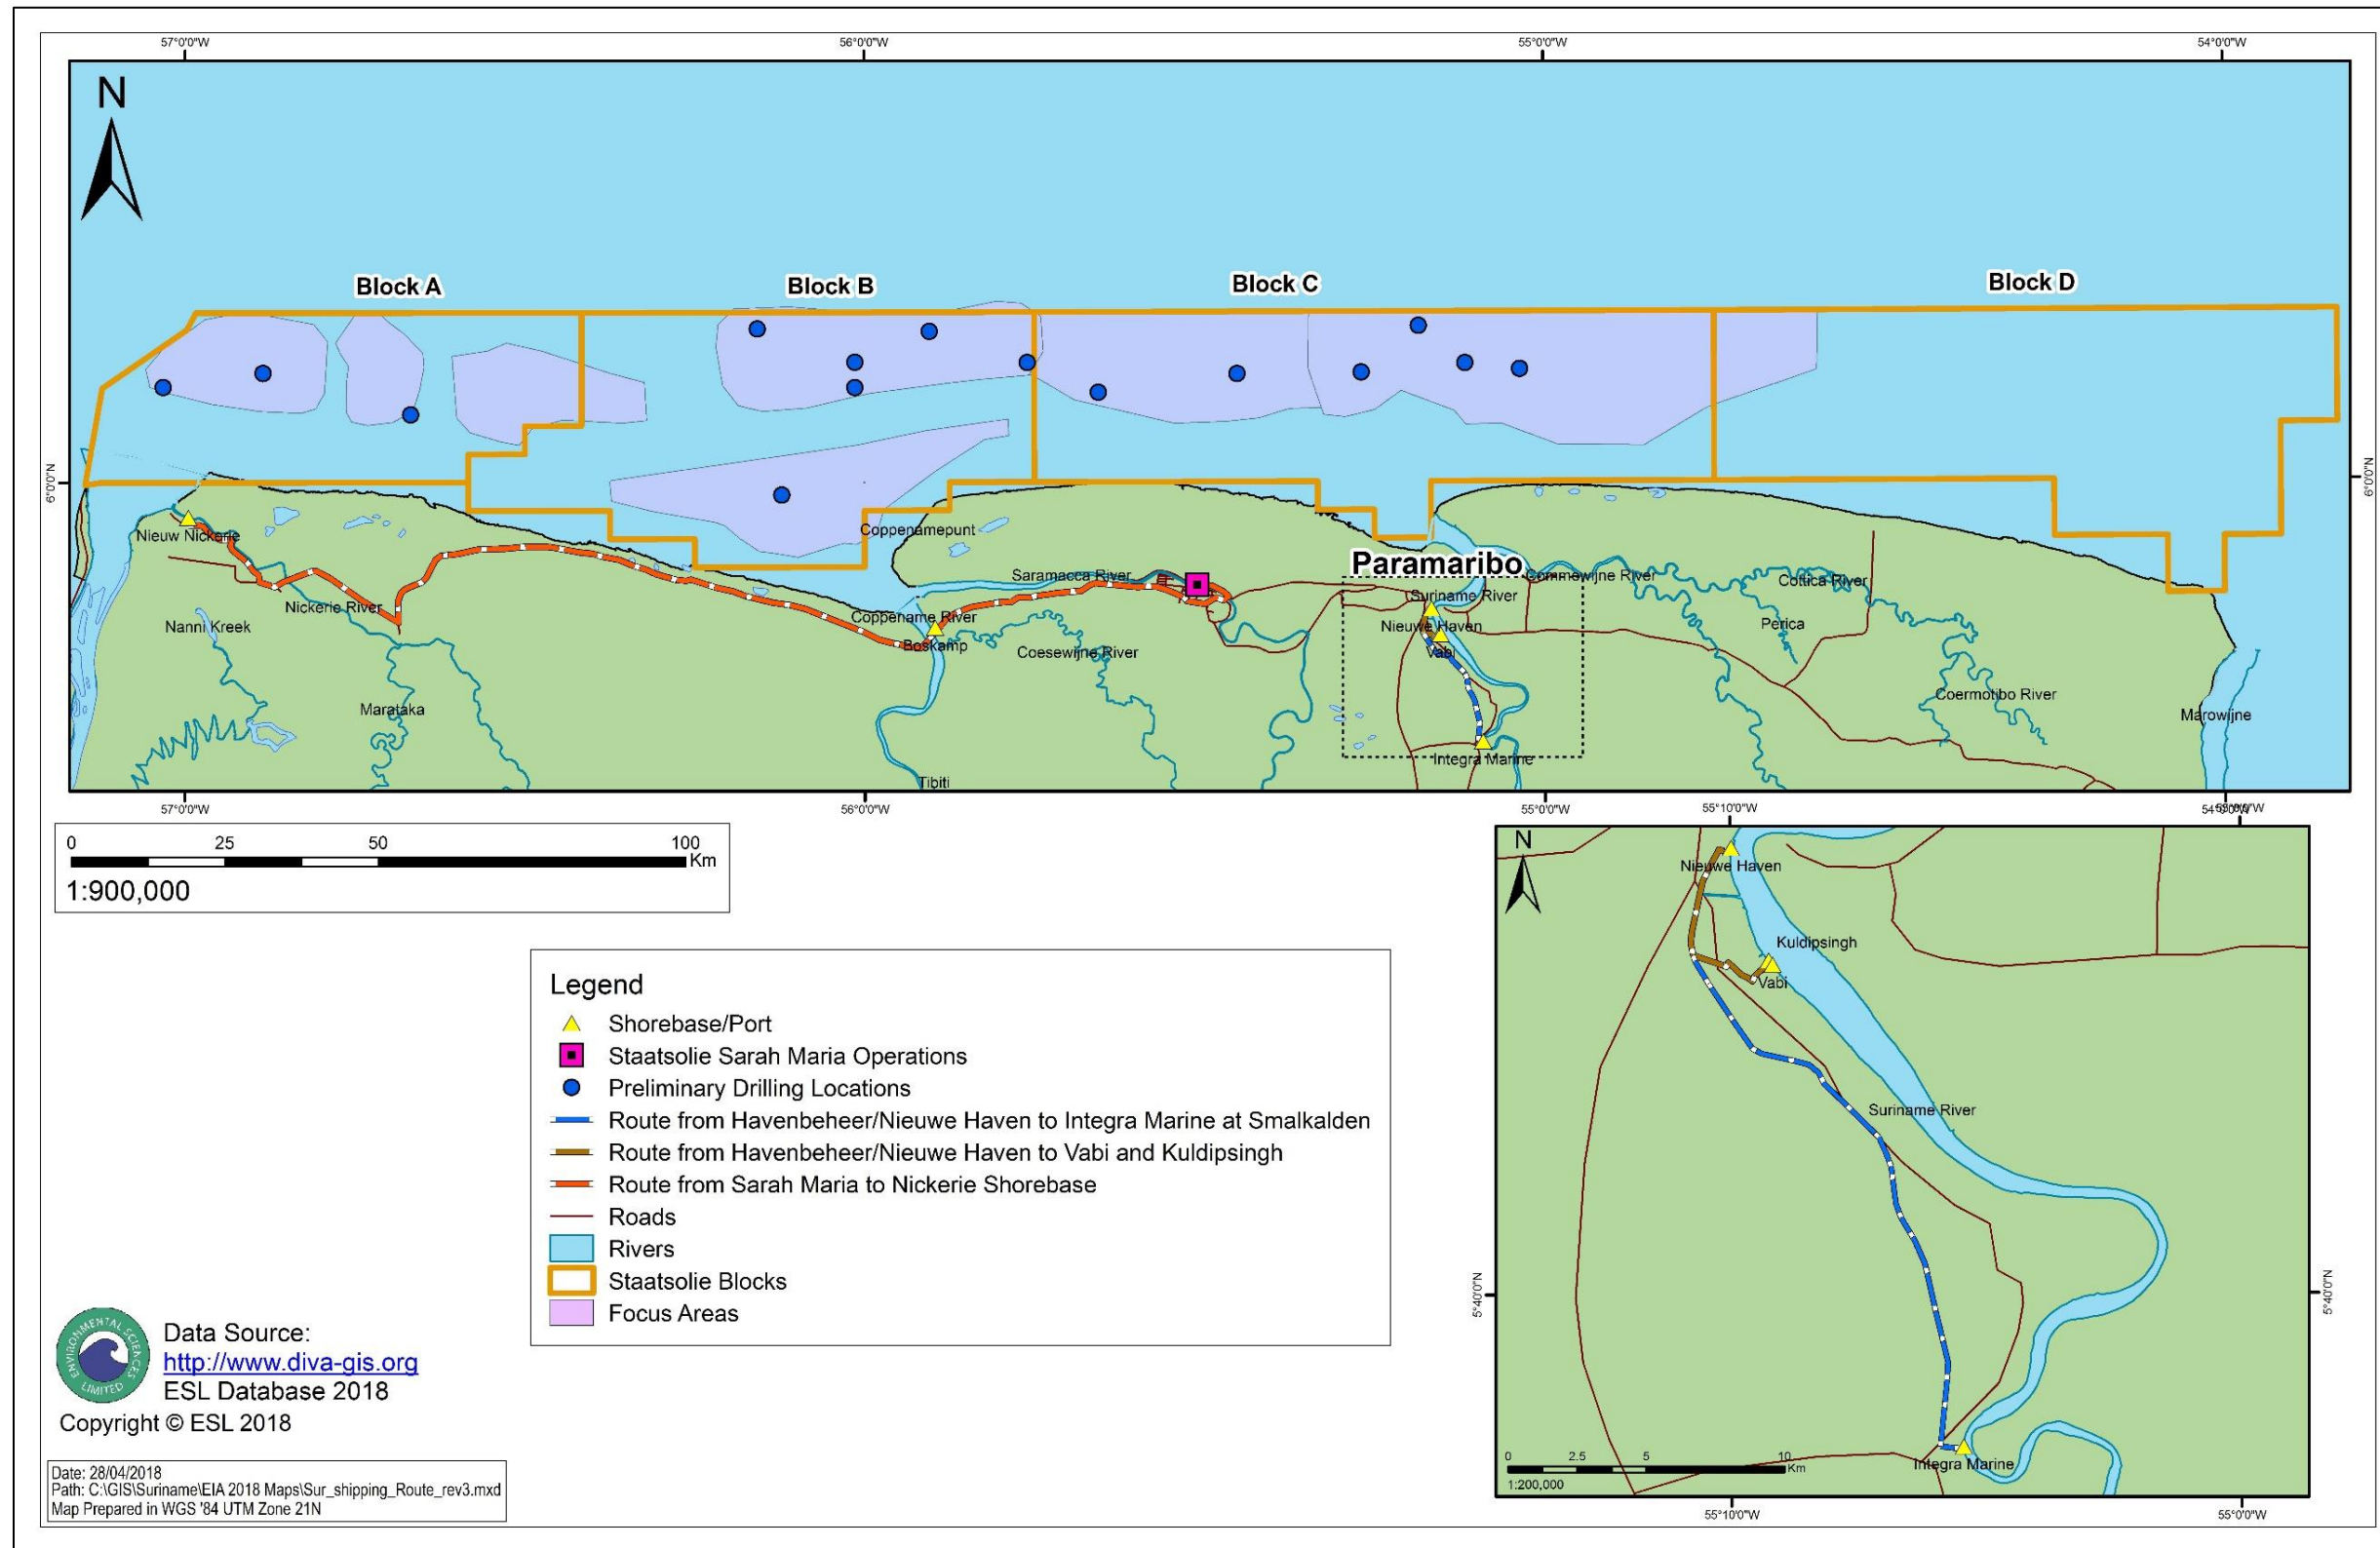 57°0'0"W
56°0'0"W
55°0'0"W
54°0'0"W
N
Block A
Block B
Block C
Block D
6°0'0"N
6°0'0"N
Nieuw Nickerie
Coppenamepunt
Paramaribo
Saramacca River
Commewijne River
Cottica River
Nickerie River
Suriname River
Nanni Kreek
Coppename River
Nieuwe Haven
Perica
Boskamp
Coesewijne River
Vabi
Marataka
Coermotibo River
Marowijne
Integra Marine
Tibiti
57°0'0"W
56°0'0"W
55°0'0"W
55°10'0"W
0 25 50 100
Km
1:900,000
N
Nieuwe Haven
Kuldipsingh
Vabi
Suriname River
5°40'0"N
5°40'0"N
Integra Marine
0 2.5 5 10
Km
1:200,000
55°10'0"W
55°0'0"W
Legend
Shorebase/Port
Staatsolie Sarah Maria Operations
Preliminary Drilling Locations
Route from Havenbeheer/Nieuwe Haven to Integra Marine at Smalkalden
Route from Havenbeheer/Nieuwe Haven to Vabi and Kuldipsingh
Route from Sarah Maria to Nickerie Shorebase
Roads
Rivers
Staatsolie Blocks
Focus Areas
ENVIRONMENTAL SCIENCES
LIMITED
Data Source:
http://www.diva-gis.org
ESL Database 2018
Copyright © ESL 2018
Date: 28/04/2018
Path: C:\GIS\Suriname\EIA 2018 Maps\Sur_shipping_Route_rev3.mxd
Map Prepared in WGS '84 UTM Zone 21N